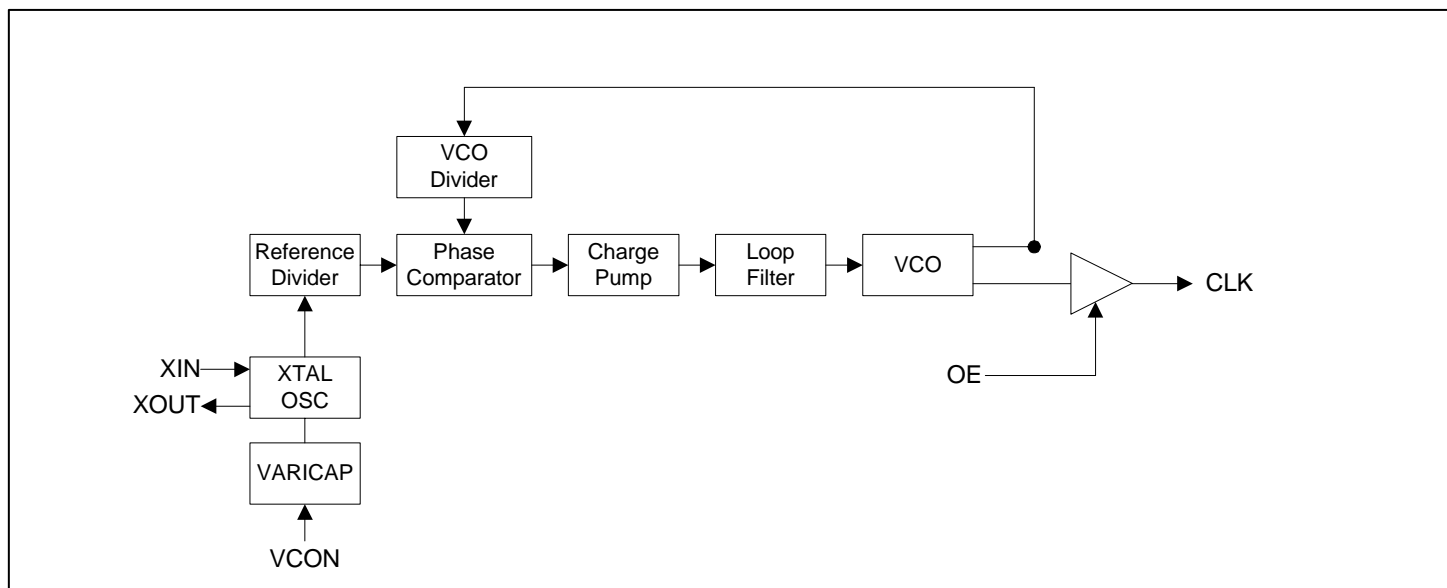 VCO
Divider
Reference
Divider
Phase
Comparator
Charge
Pump
Loop
Filter
VCO
CLK
XIN
XOUT
XTAL
OSC
OE
VARICAP
VCON